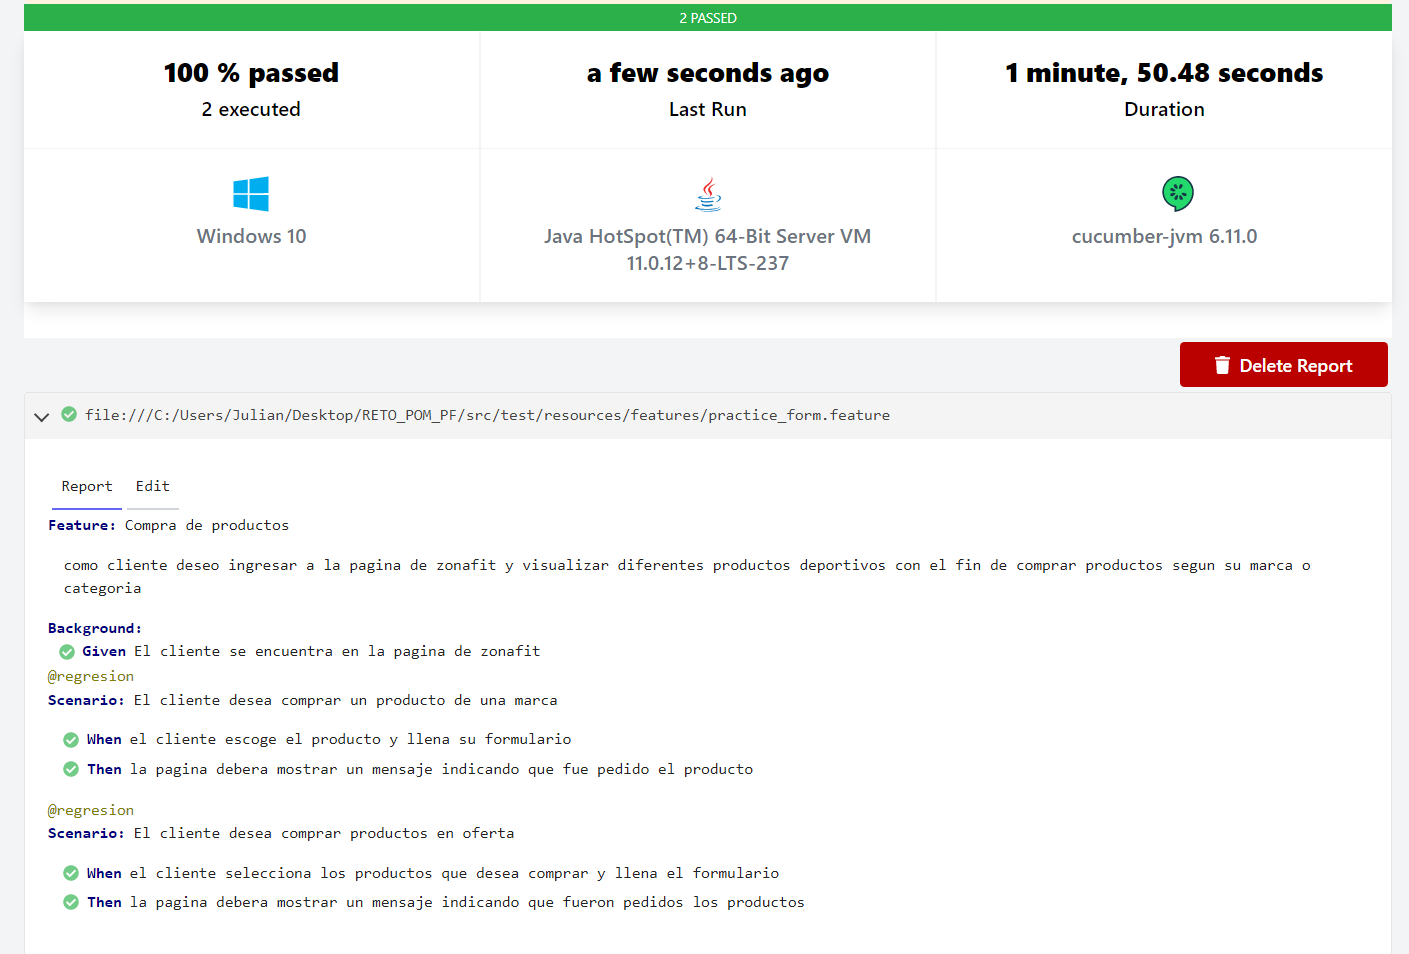 2 PASSED
100 % passed
2 executed
a few seconds ago
Last Run
1 minute, 50.48 seconds
Duration
Windows 10
Java HotSpot(TM) 64-Bit Server VM
11.0.12+8-LTS-237
cucumber-jvm 6.11.0
Delete Report
file:///C:/Users/Julian/Desktop/RETO_POM_PF/src/test/resources/features/practice_form.feature
Report Edit
Feature: Compra de productos
como cliente deseo ingresar a la pagina de zonafit y visualizar diferentes productos deportivos con el fin de comprar productos segun su marca o
categoria
Background:
Given El cliente se encuentra en la pagina de zonafit
@regresion
Scenario: El cliente desea comprar un producto de una marca
When el cliente escoge el producto y llena su formulario
Then la pagina debera mostrar un mensaje indicando que fue pedido el producto
@regresion
Scenario: El cliente desea comprar productos en oferta
When el cliente selecciona los productos que desea comprar y llena el formulario
Then la pagina debera mostrar un mensaje indicando que fueron pedidos los productos